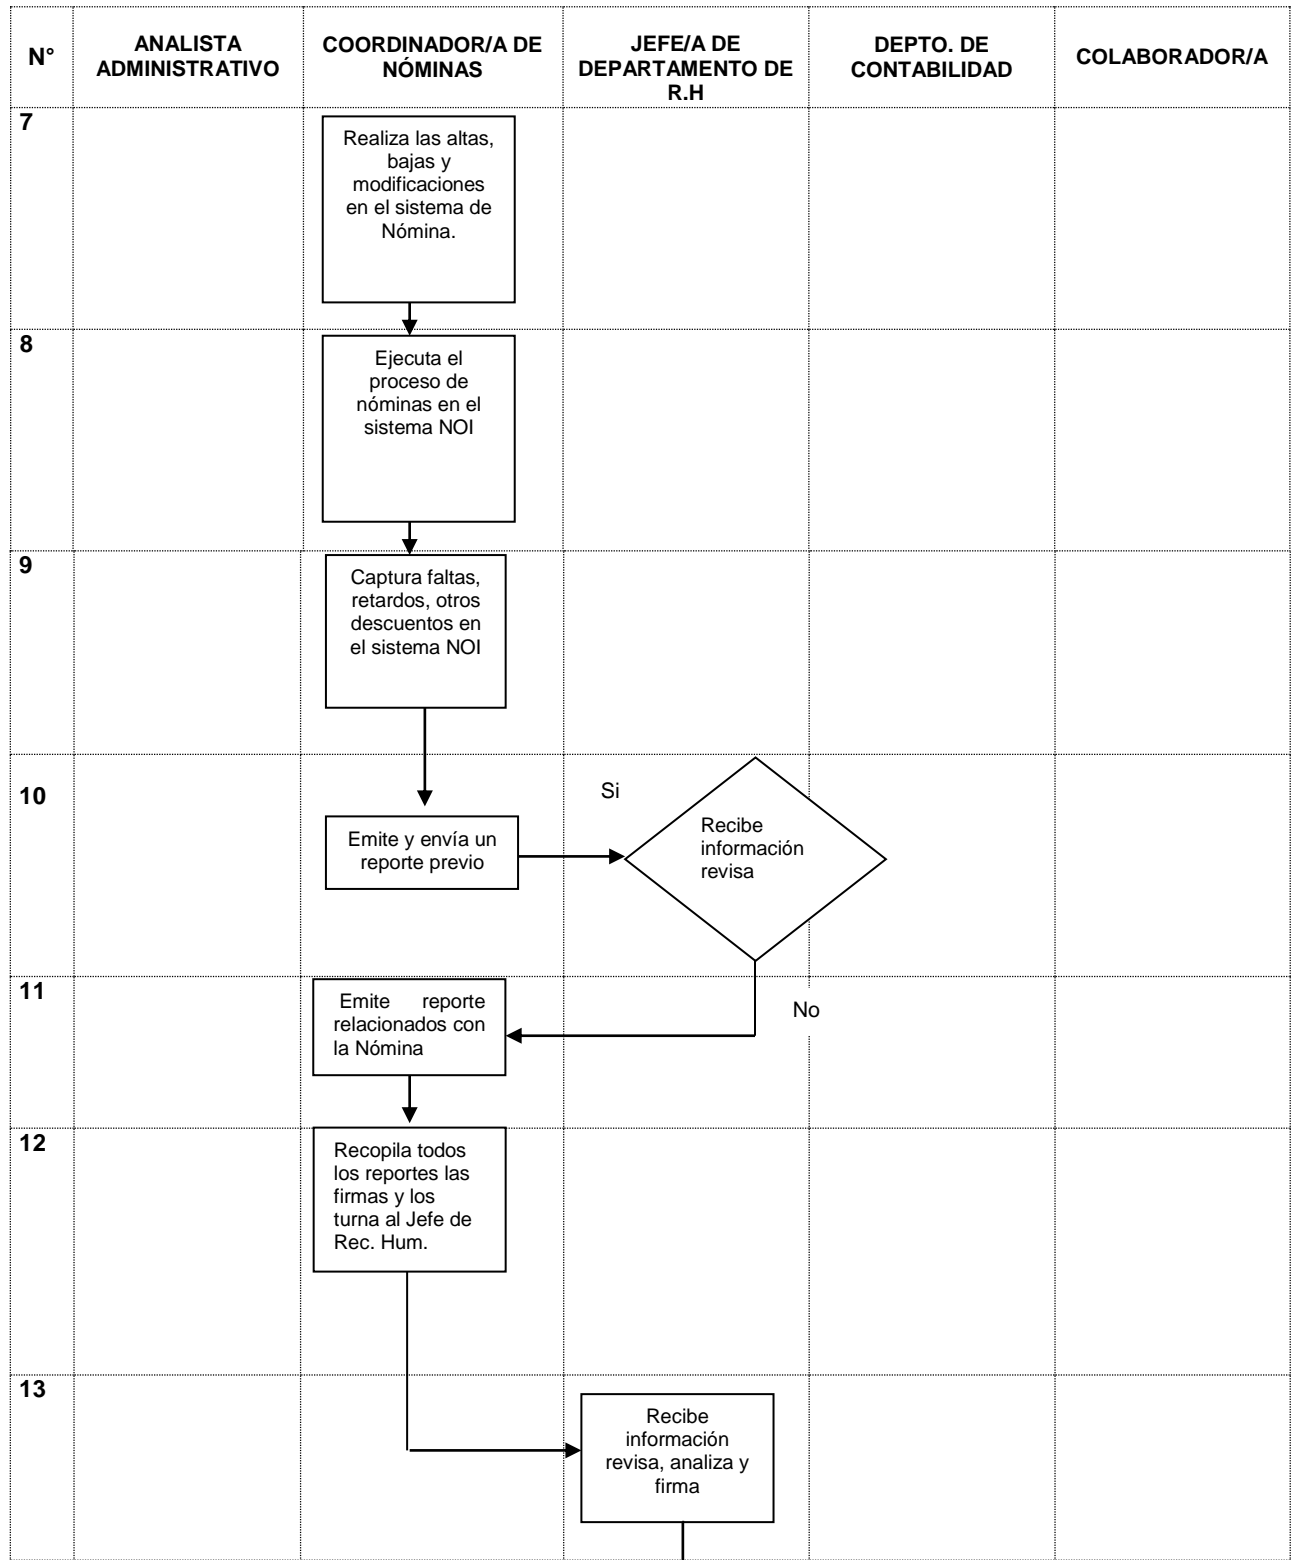 N°
ANALISTA
ADMINISTRATIVO
COORDINADOR/A DE
NÓMINAS
JEFE/A DE
DEPARTAMENTO DE
R.H
DEPTO. DE
CONTABILIDAD
COLABORADOR/A
7
Realiza las altas,
bajas y
modificaciones
en el sistema de
Nómina.
8
Ejecuta el
proceso de
nóminas en el
sistema NOI
9
Captura faltas,
retardos, otros
descuentos en
el sistema NOI
10
Emite y envía un
reporte previo
Si
Recibe
información
revisa
11
Emite reporte
relacionados con
la Nómina
No
12
Recopila todos
los reportes las
firmas y los
turna al Jefe de
Rec. Hum.
13
Recibe
información
revisa, analiza y
firma